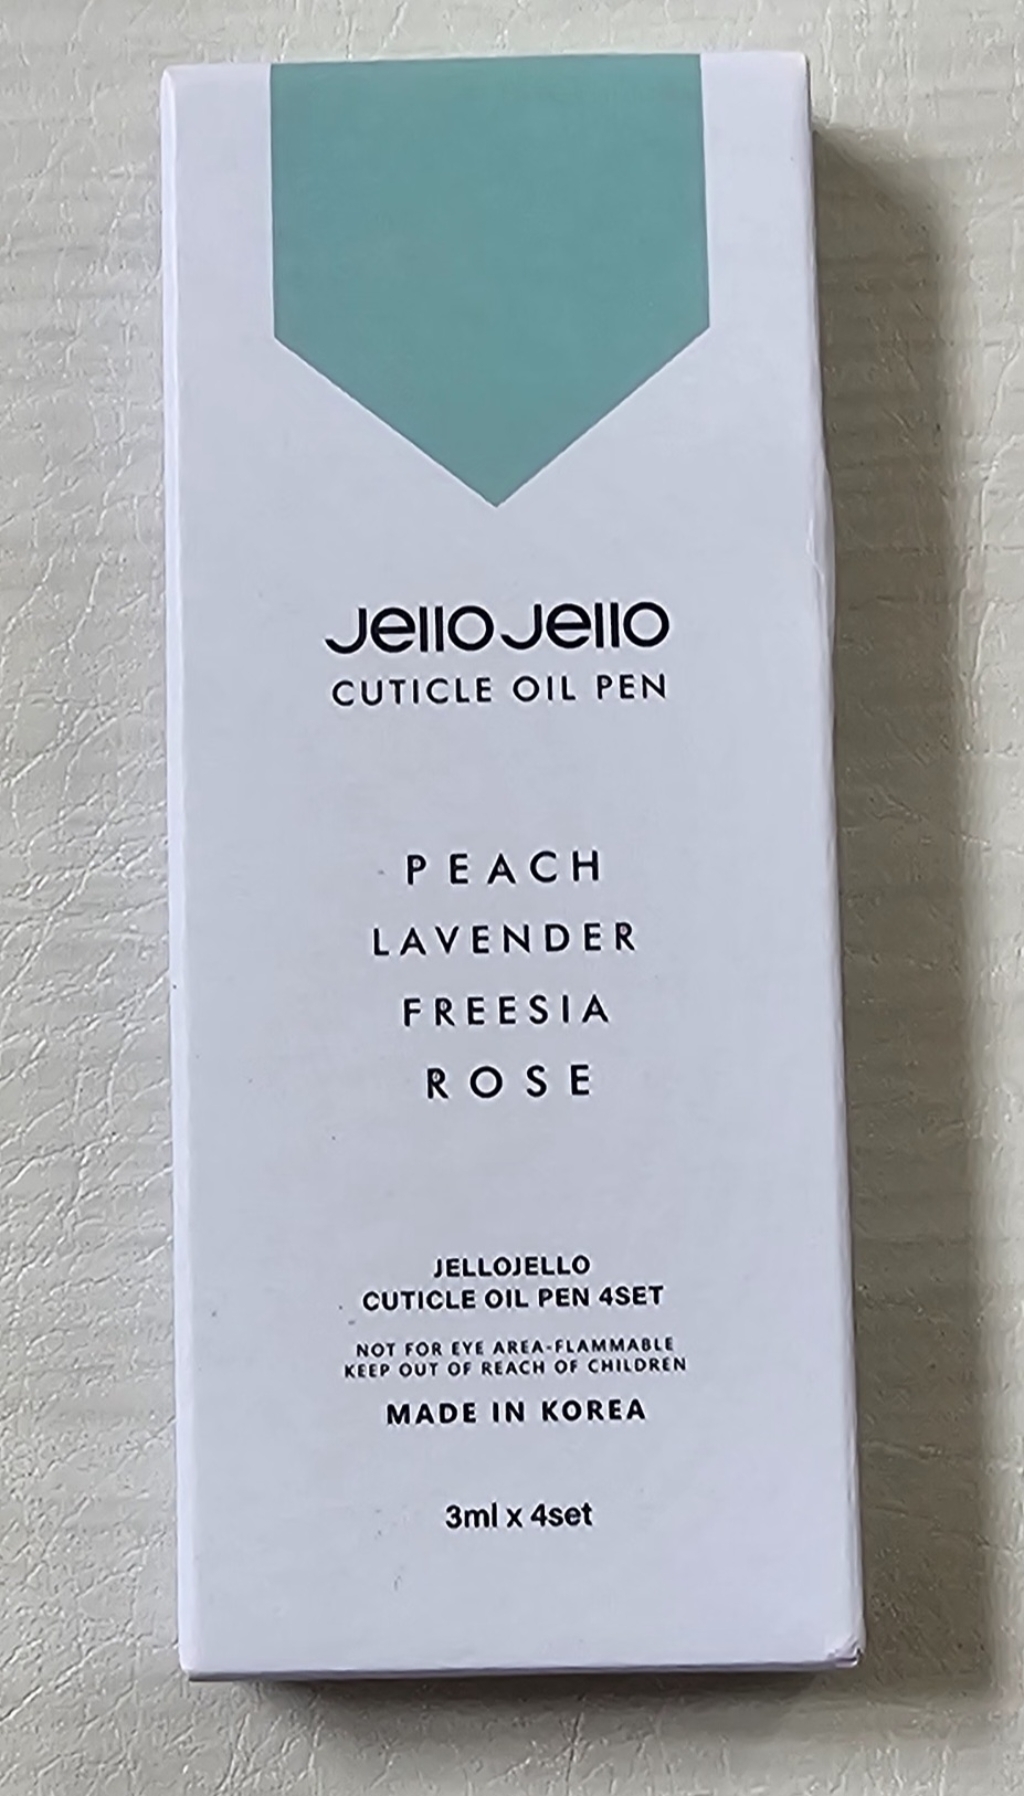 JelloJello
CUTICLE OIL PEN
PEACH
LAVENDER
FREESIA
ROSE
JELLOJELLO
CUTICLE OIL PEN 4SET
NOT FOR EYE AREA-FLAMMABLE
KEEP OUT OF REACH OF CHILDREN
MADE IN KOREA
3ml x 4set